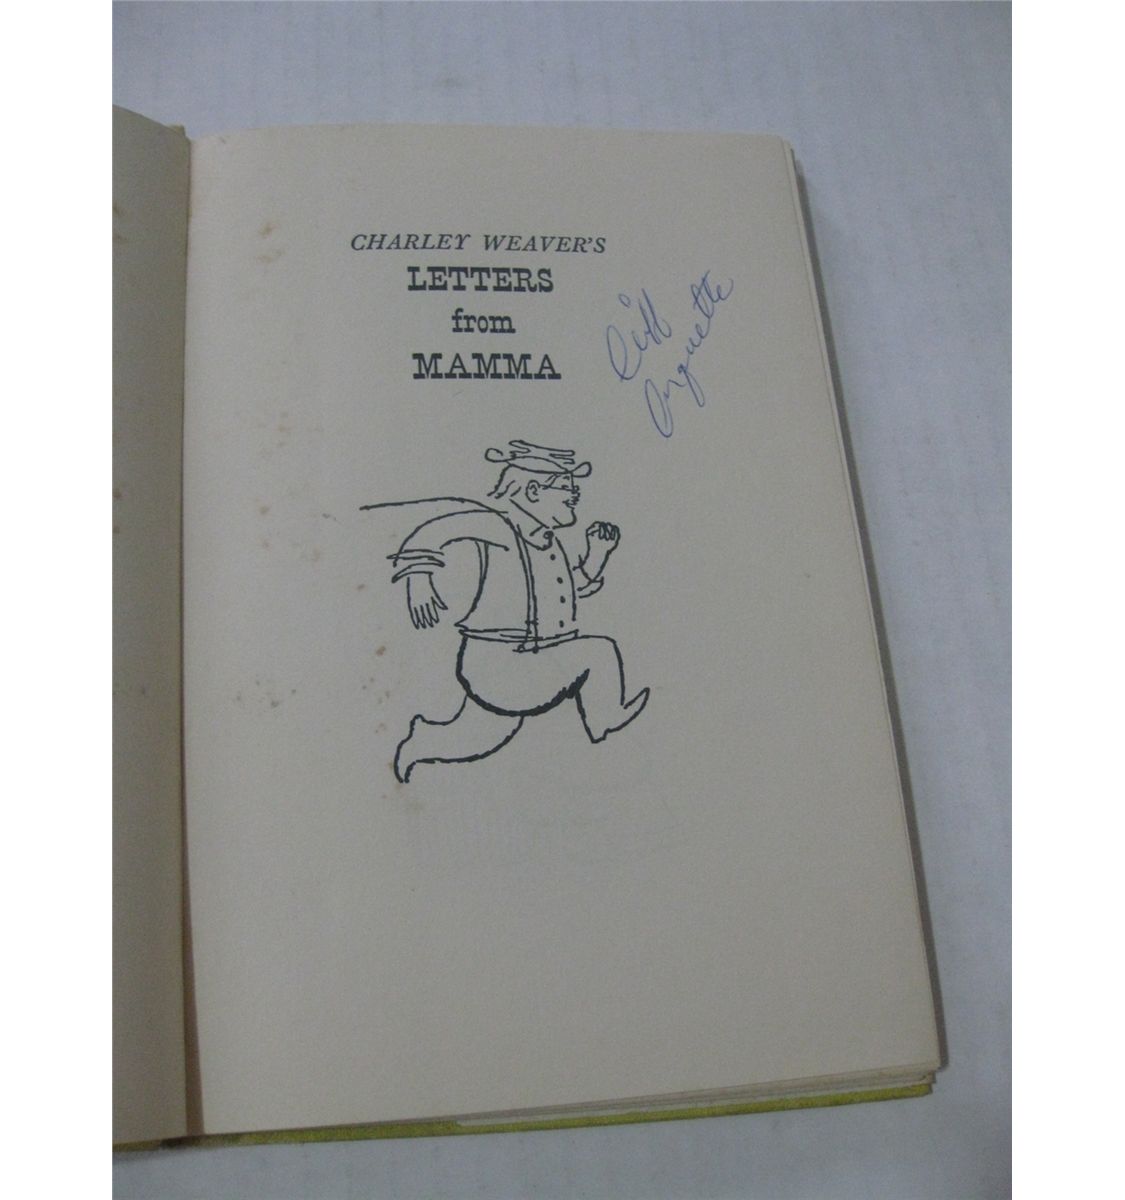 CHARLEY WEAVER'S
LETTERS
from
MAMMA
Cliff
Arquette